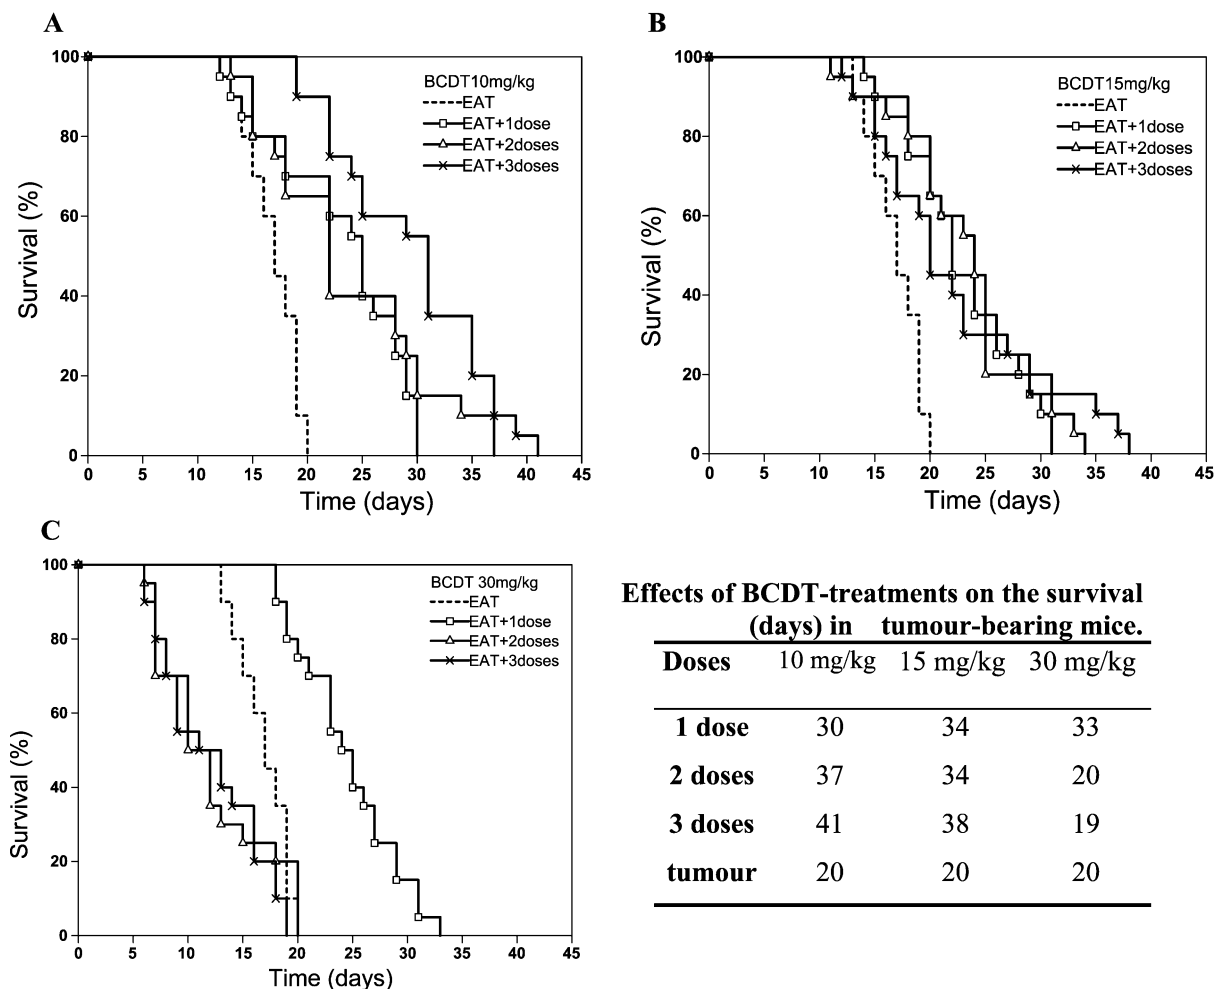 A
100
80
60
40
20
0
Survival (%)
BCDT10mg/kg
EAT
EAT+1dose
EAT+2doses
EAT+3doses
0 5 10 15 20 25 30 35 40 45
Time (days)
B
100
80
60
40
20
0
Survival (%)
BCDT15mg/kg
EAT
EAT+1dose
EAT+2doses
EAT+3doses
0 5 10 15 20 25 30 35 40 45
Time (days)
C
100
80
60
40
20
0
Survival (%)
BCDT 30mg/kg
EAT
EAT+1dose
EAT+2doses
EAT+3doses
0 5 10 15 20 25 30 35 40 45
Time (days)
Effects of BCDT-treatments on the survival
(days) in tumour-bearing mice.
Doses 10 mg/kg 15 mg/kg 30 mg/kg
1 dose 30 34 33
2 doses 37 34 20
3 doses 41 38 19
tumour 20 20 20